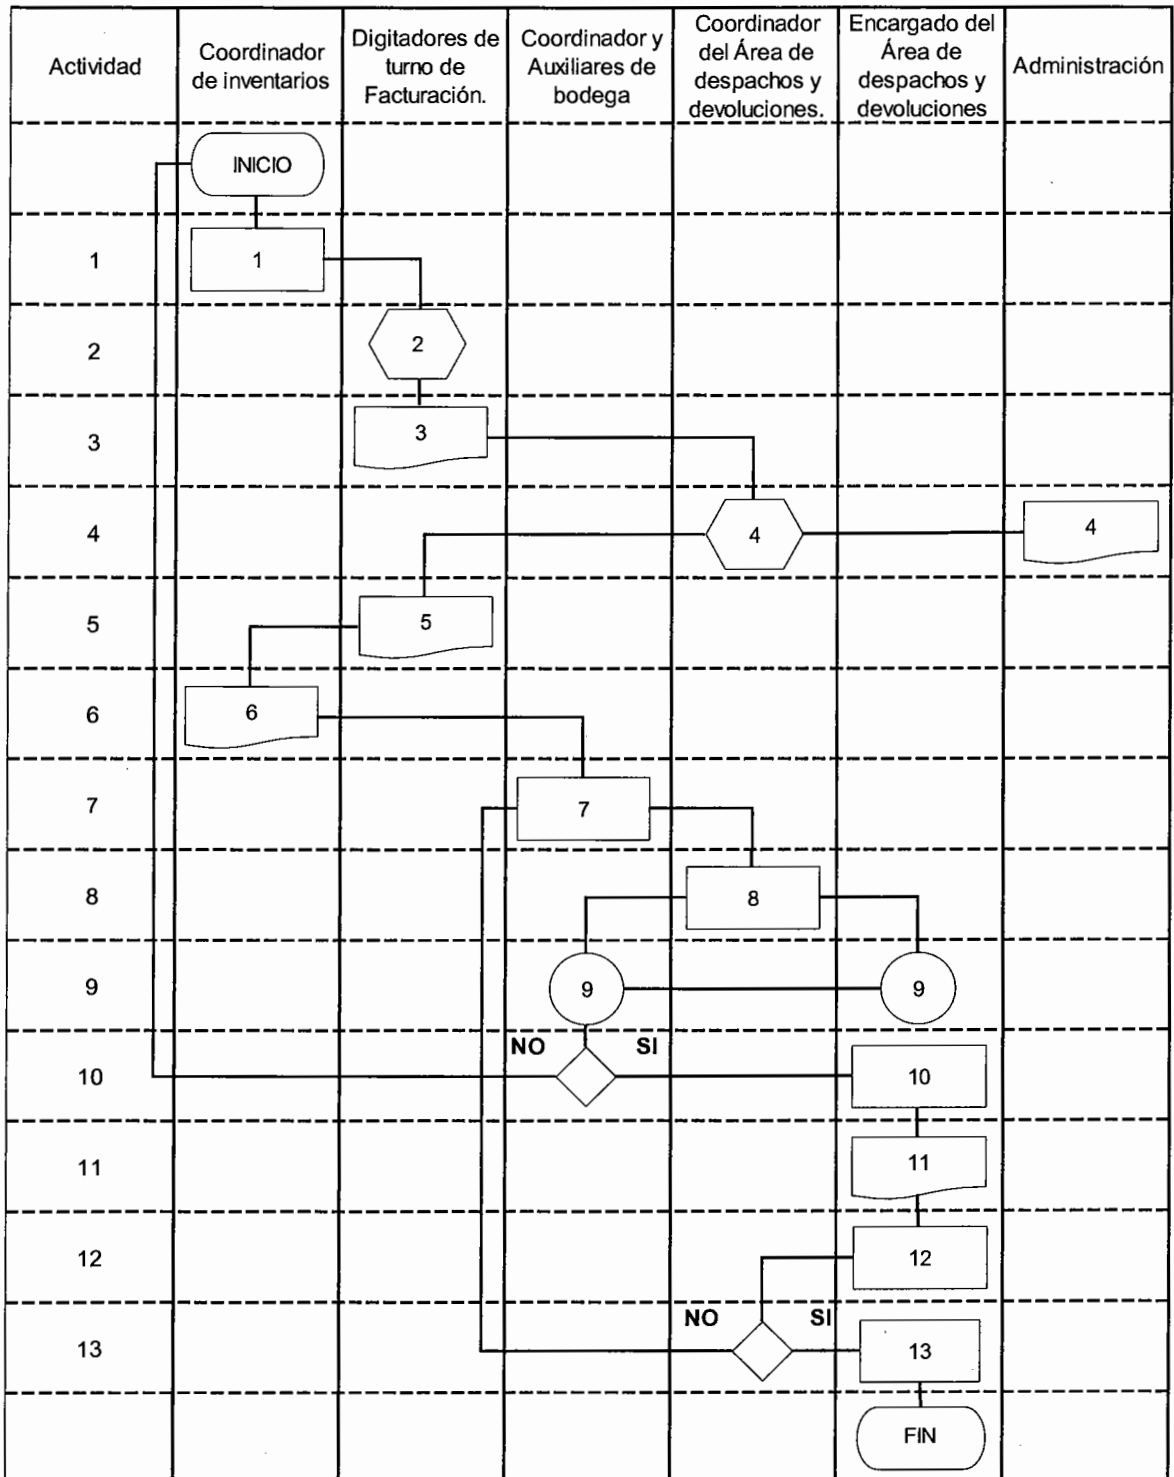 Actividad
Coordinador
de inventarios
Digitadores de
turno de
Facturación.
Coordinador y
Auxiliares de
bodega
Coordinador
del Área de
despachos y
devoluciones.
Encargado del
Área de
despachos y
devoluciones
Administración
INICIO
1
1
2
2
3
3
4
4
4
5
5
6
6
7
7
8
8
9
9
9
NO
SI
10
10
11
11
12
12
NO
SI
13
13
FIN